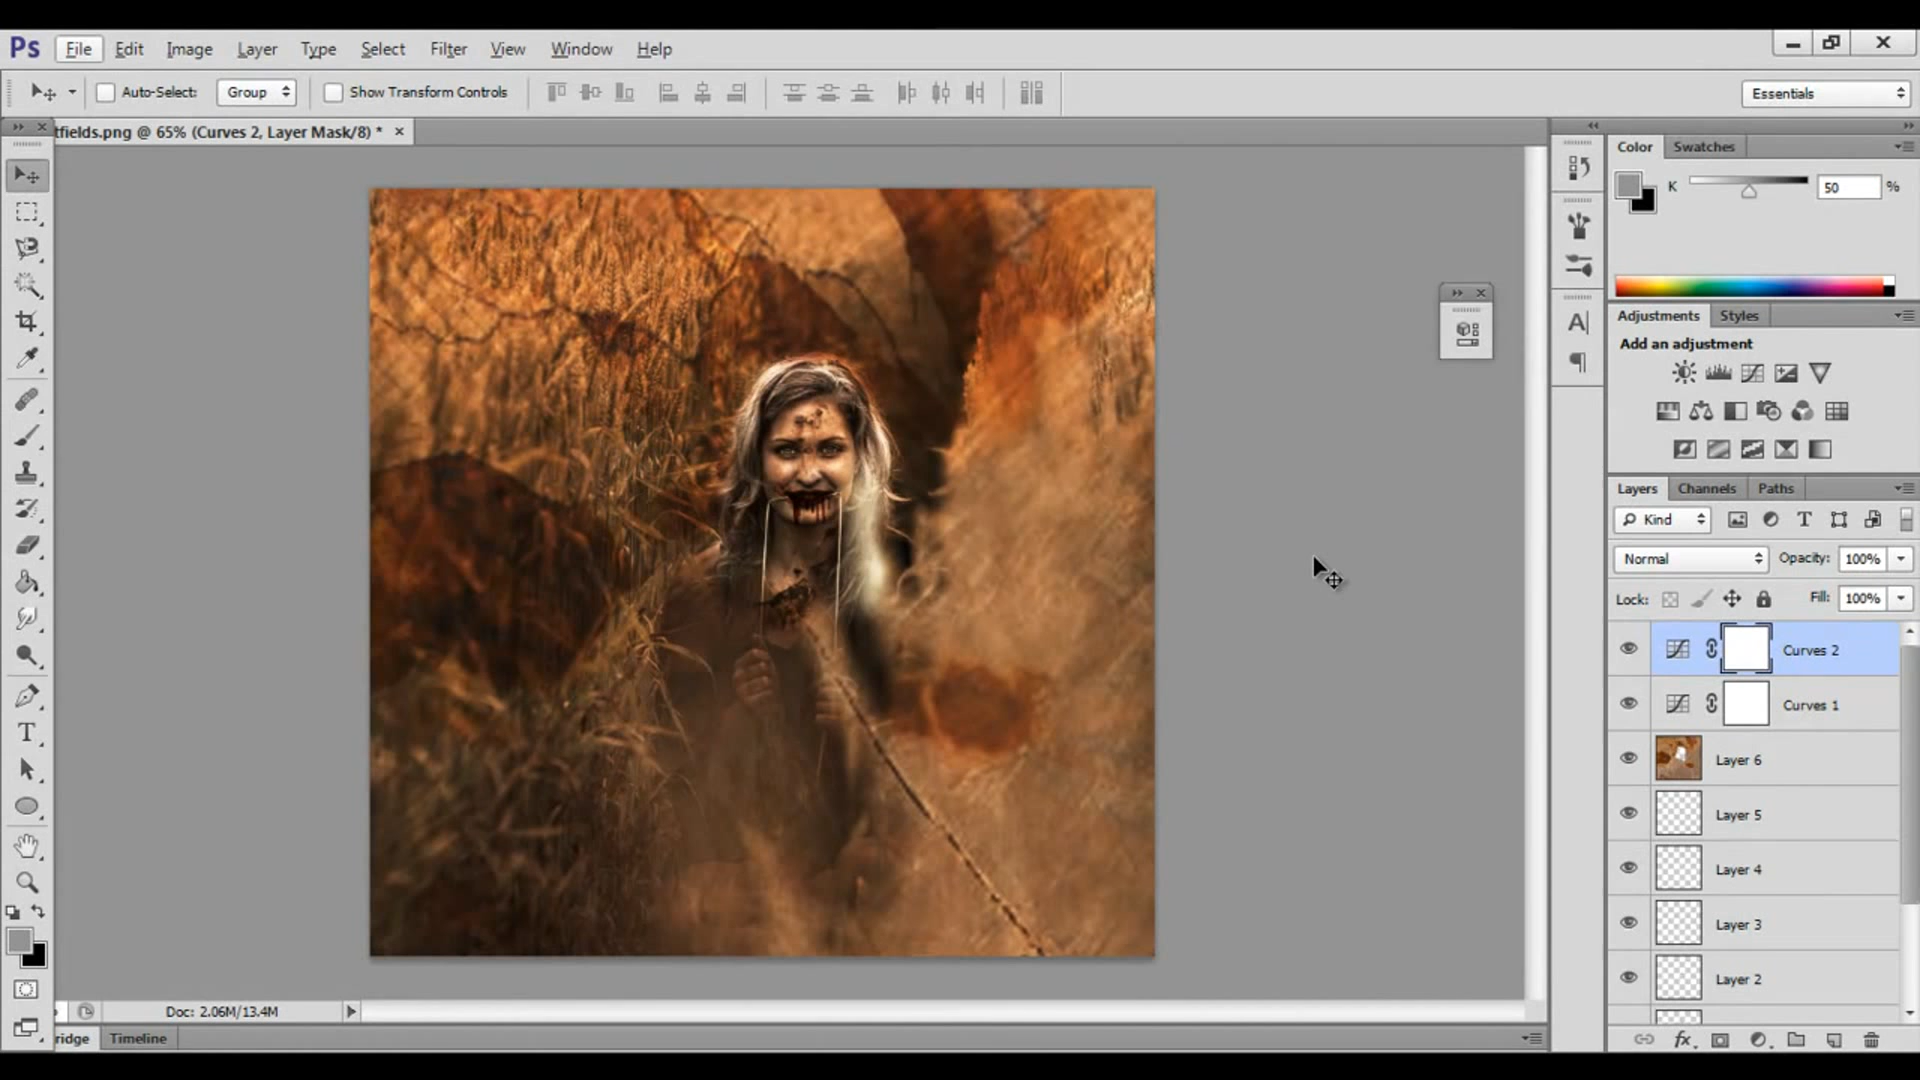 Ps File Edit Image Layer Type Select Filter View Window Help
Auto-Select: Group Show Transform Controls Essentials
tfields.png @ 65% (Curves 2, Layer Mask/8) * ×
Color Swatches
K 50 %
Adjustments Styles
Add an adjustment
Layers Channels Paths
Kind
Normal Opacity: 100%
Lock: Fill: 100%
Curves 2
Curves 1
Layer 6
Layer 5
Layer 4
Layer 3
Layer 2
Doc: 2.06M/13.4M
ridge Timeline